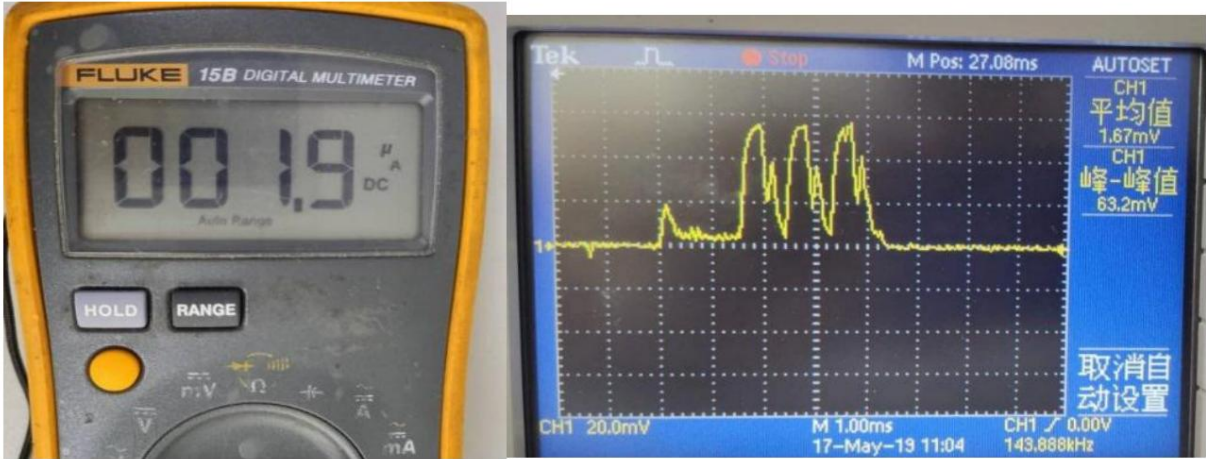 FLUKE 15B DIGITAL MULTIMETER
001.9 µA DC
Auto Range
HOLD RANGE
mV Ω A
V mA
Tek Stop M Pos: 27.08ms AUTOSET
CH1
平均值
1.67mV
CH1
峰-峰值
63.2mV
1
取消自
动设置
CH1 20.0mV M 1.00ms CH1 0.00V
17-May-19 11:04 143.888kHz